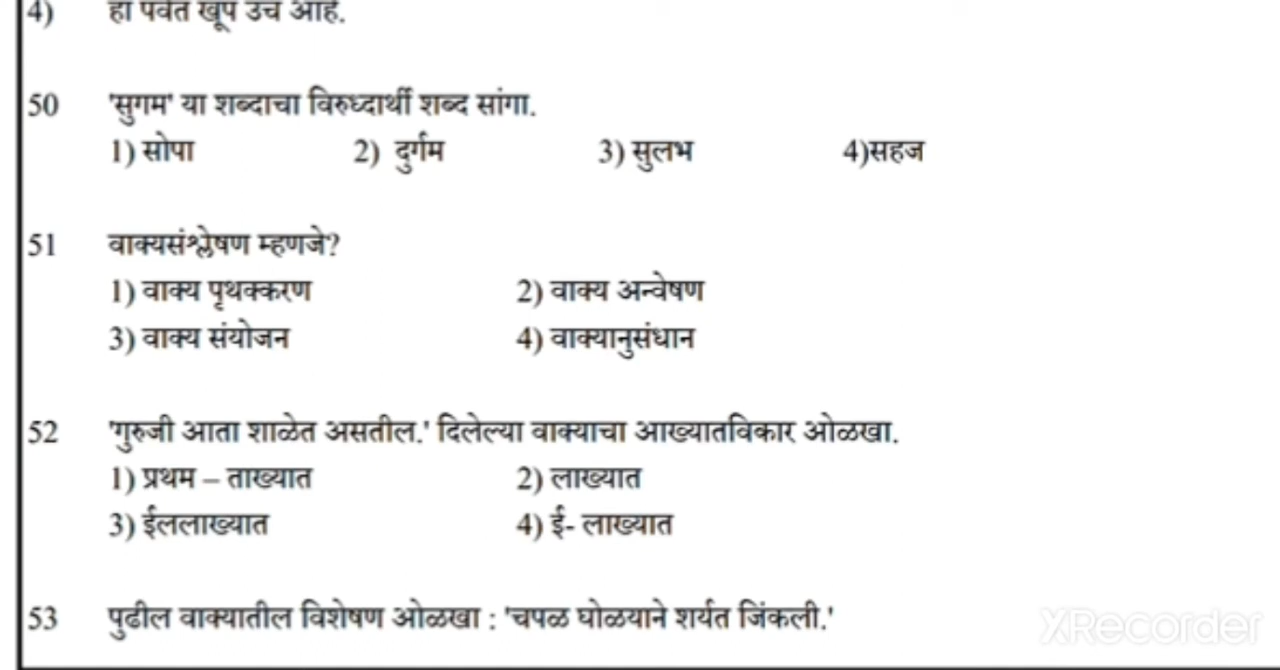 4) हा पर्वत खूप उंच आहे.
50 'सुगम' या शब्दाचा विरुध्दार्थी शब्द सांगा.
1) सोपा 2) दुर्गम 3) सुलभ 4)सहज
51 वाक्यसंश्लेषण म्हणजे?
1) वाक्य पृथक्करण 2) वाक्य अन्वेषण
3) वाक्य संयोजन 4) वाक्यानुसंधान
52 'गुरुजी आता शाळेत असतील.' दिलेल्या वाक्याचा आख्यातविकार ओळखा.
1) प्रथम – ताख्यात 2) लाख्यात
3) ईललाख्यात 4) ई- लाख्यात
53 पुढील वाक्यातील विशेषण ओळखा : 'चपळ घोळयाने शर्यत जिंकली.'
XRecorder